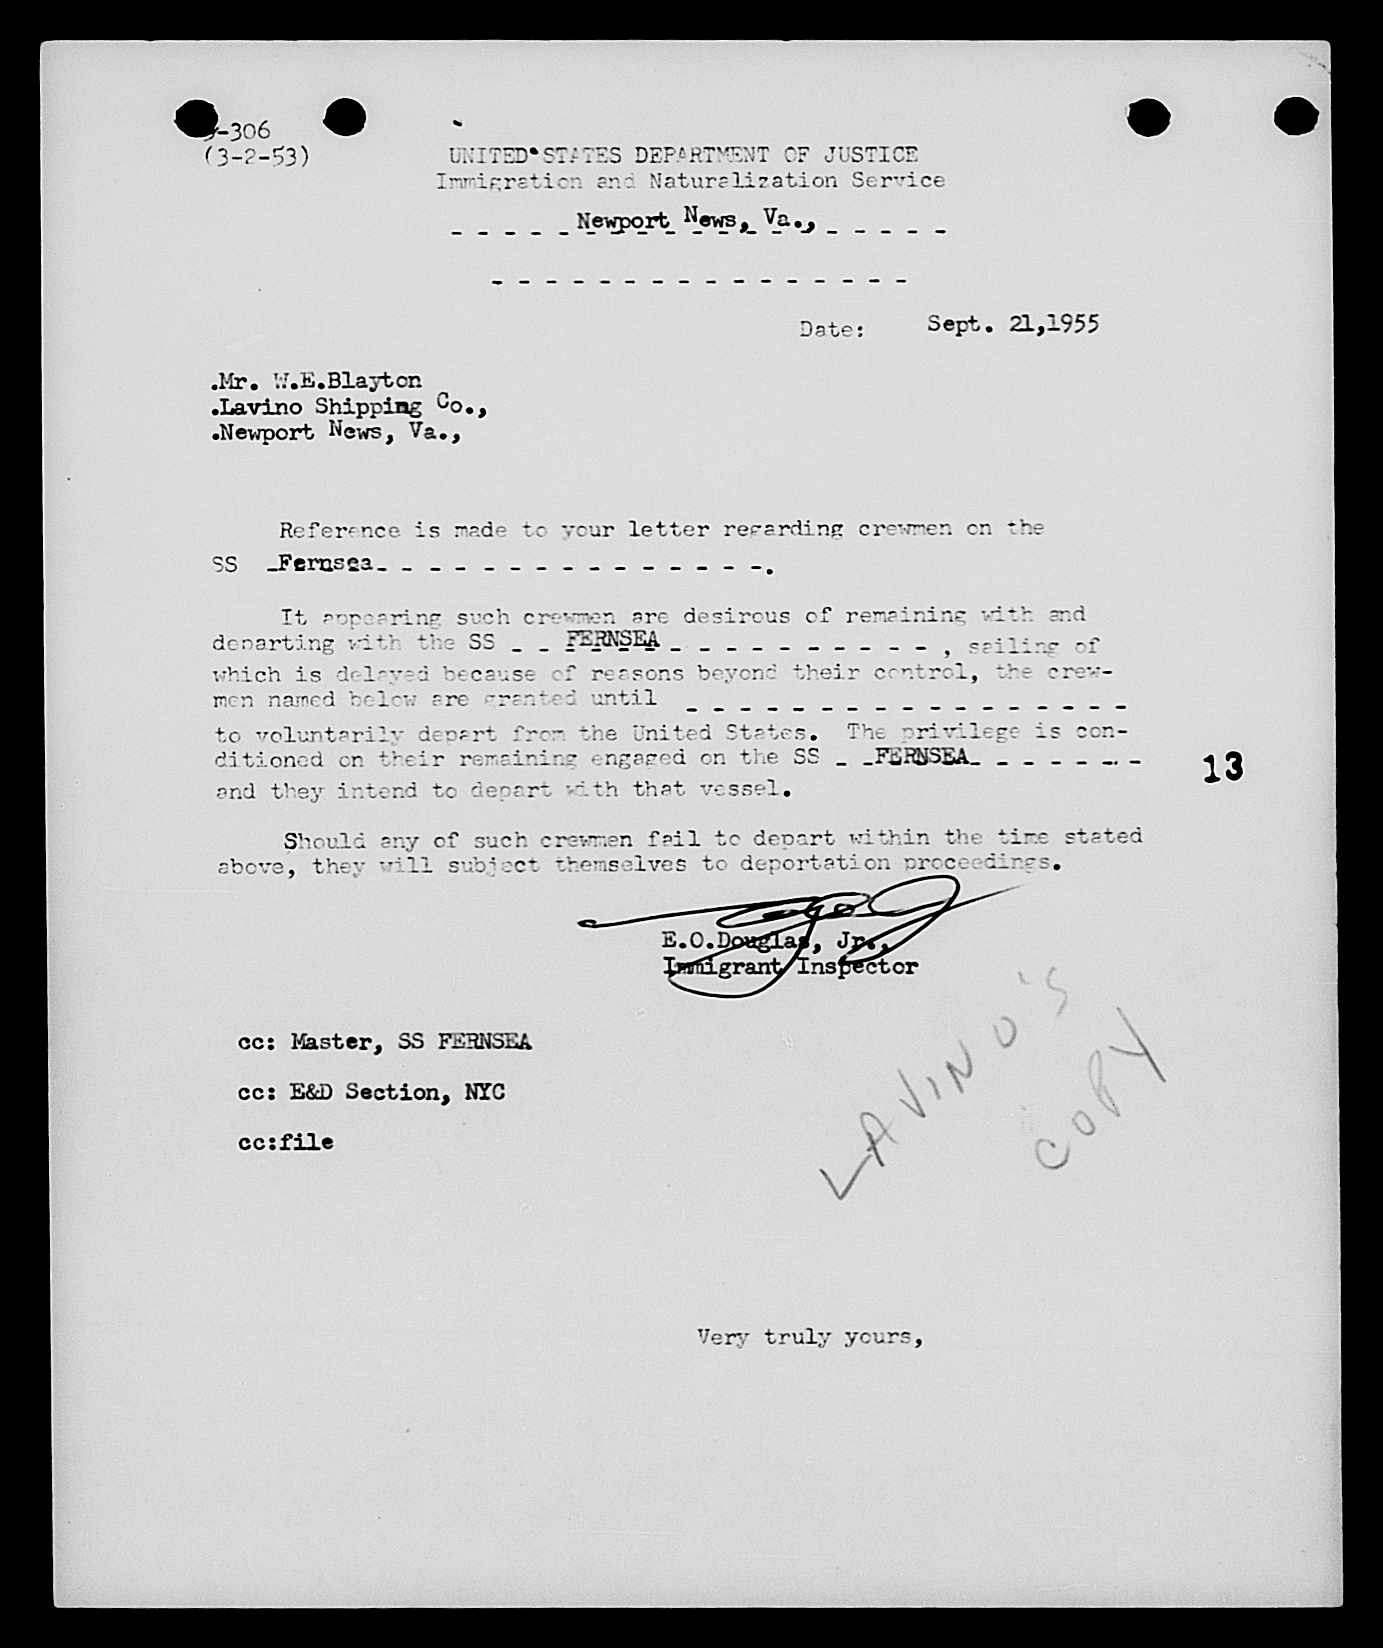 -306
(3-2-53)
UNITED STATES DEPARTMENT OF JUSTICE
Immigration and Naturalization Service
Newport News, Va.,
Date: Sept. 21,1955
.Mr. W.E.Blayton
.Lavino Shipping Co.,
.Newport News, Va.,
Reference is made to your letter regarding crewmen on the
SS Fernsea.
It appearing such crewmen are desirous of remaining with and
departing with the SS FERNSEA, sailing of
which is delayed because of reasons beyond their control, the crew-
men named below are granted until
to voluntarily depart from the United States. The privilege is con-
ditioned on their remaining engaged on the SS FERNSEA
13
and they intend to depart with that vessel.
Should any of such crewmen fail to depart within the time stated
above, they will subject themselves to deportation proceedings.
E.O.Douglas, Jr.,
Immigrant Inspector
cc: Master, SS FERNSEA
cc: E&D Section, NYC
cc:file
LAVINO'S
COPY
Very truly yours,